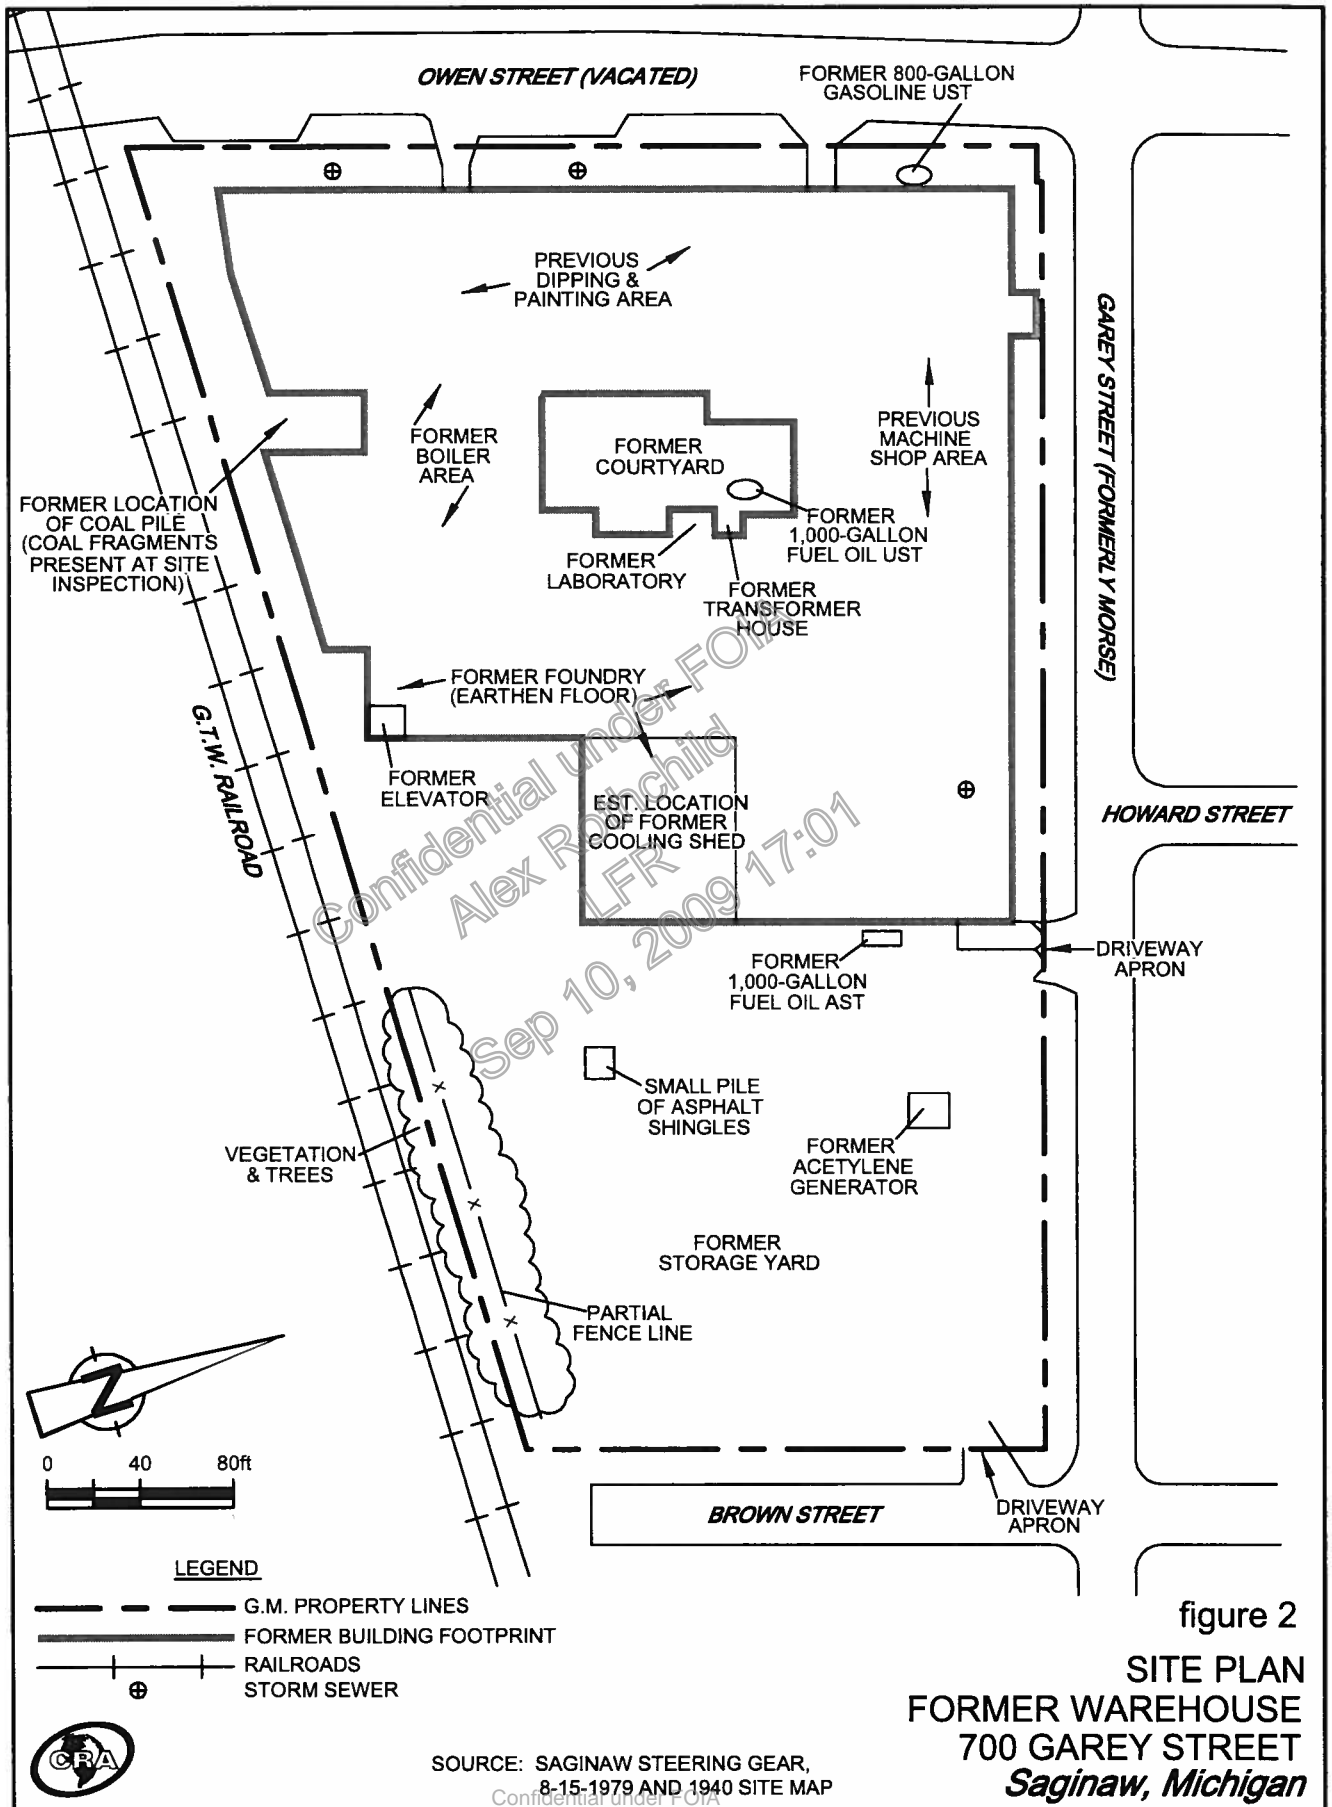 OWEN STREET (VACATED)
FORMER 800-GALLON
GASOLINE UST
PREVIOUS
DIPPING &
PAINTING AREA
GAREY STREET (FORMERLY MORSE)
FORMER
BOILER
AREA
FORMER
COURTYARD
PREVIOUS
MACHINE
SHOP AREA
FORMER LOCATION
OF COAL PILE
(COAL FRAGMENTS
PRESENT AT SITE
INSPECTION)
FORMER
1,000-GALLON
FUEL OIL UST
FORMER
LABORATORY
FORMER
TRANSFORMER
HOUSE
FORMER FOUNDRY
(EARTHEN FLOOR)
G.T.W. RAILROAD
FORMER
ELEVATOR
EST. LOCATION
OF FORMER
COOLING SHED
HOWARD STREET
Confidential under FOIA
Alex Rothchild
LFR
Sep 10, 2009 17:01
DRIVEWAY
APRON
FORMER
1,000-GALLON
FUEL OIL AST
SMALL PILE
OF ASPHALT
SHINGLES
VEGETATION
& TREES
FORMER
ACETYLENE
GENERATOR
FORMER
STORAGE YARD
X
X
X
PARTIAL
FENCE LINE
N
0 40 80ft
BROWN STREET
DRIVEWAY
APRON
LEGEND
G.M. PROPERTY LINES
FORMER BUILDING FOOTPRINT
RAILROADS
STORM SEWER
figure 2
SITE PLAN
FORMER WAREHOUSE
700 GAREY STREET
Saginaw, Michigan
CRA
SOURCE: SAGINAW STEERING GEAR,
8-15-1979 AND 1940 SITE MAP
Confidential under FOIA